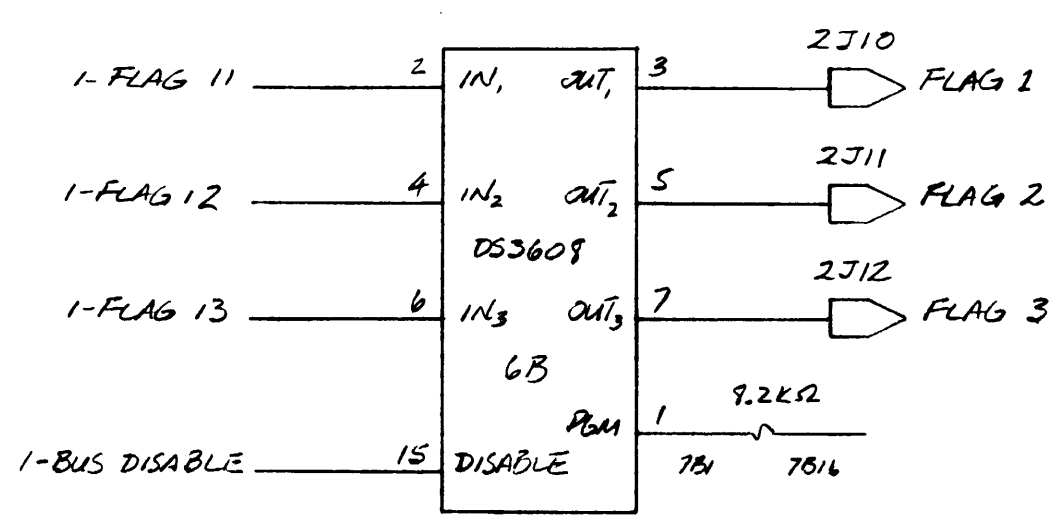 2J10
1-FLAG 11 2 IN1 OUT1 3 FLAG 1
2J11
1-FLAG 12 4 IN2 OUT2 5 FLAG 2
DS3608
2J12
1-FLAG 13 6 IN3 OUT3 7 FLAG 3
6B
8.2KΩ
PGM 1
1-BUS DISABLE 15 DISABLE 7B1 7B16